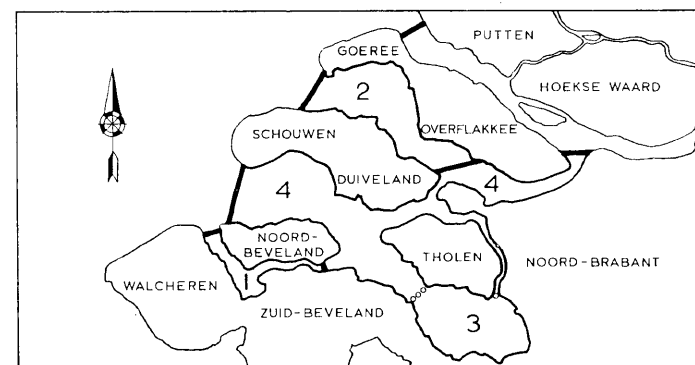 PUTTEN
GOEREE
HOEKSE WAARD
2
SCHOUWEN
OVERFLAKKEE
DUIVELAND
4
4
NOORD-
BEVELAND
THOLEN
NOORD-BRABANT
WALCHEREN
1
ZUID-BEVELAND
3